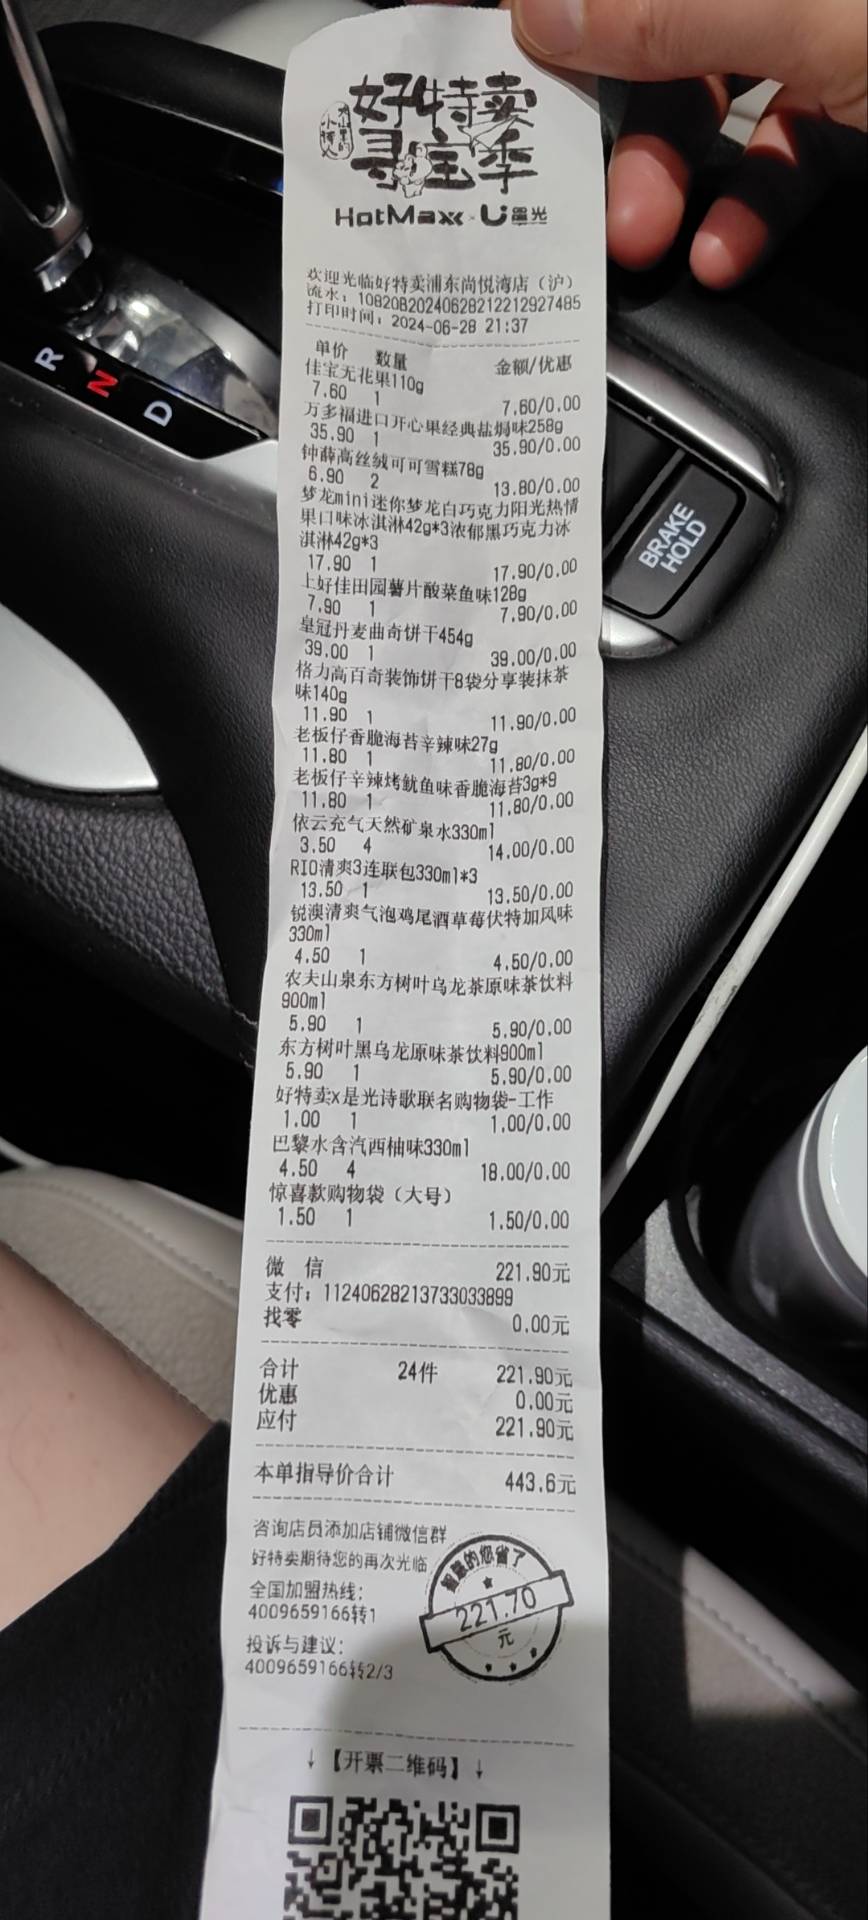 好特卖
寻宝季
HotMaxx × U 是光
欢迎光临好特卖浦东尚悦湾店（沪）
流水：10820820240628212212927485
打印时间：2024-06-28 21:37
单价 数量 金额/优惠
佳宝无花果110g
7.60 1 7.60/0.00
万多福进口开心果经典盐焗味258g
35.90 1 35.90/0.00
钟薛高丝绒可可雪糕78g
6.90 2 13.80/0.00
梦龙mini迷你梦龙白巧克力阳光热情
果口味冰淇淋42g*3浓郁黑巧克力冰
淇淋42g*3
17.90 1 17.90/0.00
上好佳田园薯片酸菜鱼味128g
7.90 1 7.90/0.00
皇冠丹麦曲奇饼干454g
39.00 1 39.00/0.00
格力高百奇装饰饼干8袋分享装抹茶
味140g
11.90 1 11.90/0.00
老板仔香脆海苔辛辣味27g
11.80 1 11.80/0.00
老板仔辛辣烤鱿鱼味香脆海苔3g*9
11.80 1 11.80/0.00
依云充气天然矿泉水330ml
3.50 4 14.00/0.00
RIO清爽3连联包330ml*3
13.50 1 13.50/0.00
锐澳清爽气泡鸡尾酒草莓伏特加风味
330ml
4.50 1 4.50/0.00
农夫山泉东方树叶乌龙茶原味茶饮料
900ml
5.90 1 5.90/0.00
东方树叶黑乌龙原味茶饮料900ml
5.90 1 5.90/0.00
好特卖x是光诗歌联名购物袋-工作
1.00 1 1.00/0.00
巴黎水含汽西柚味330ml
4.50 4 18.00/0.00
惊喜款购物袋（大号）
1.50 1 1.50/0.00
微 信 221.90元
支付：11240628213733033899
找零 0.00元
合计 24件 221.90元
优惠 0.00元
应付 221.90元
本单指导价合计 443.6元
咨询店员添加店铺微信群
好特卖期待您的再次光临
全国加盟热线：
4009659166转1
投诉与建议：
4009659166转2/3
智慧的您省了
221.70
元
↓【开票二维码】↓
R
N
D
BRAKE
HOLD